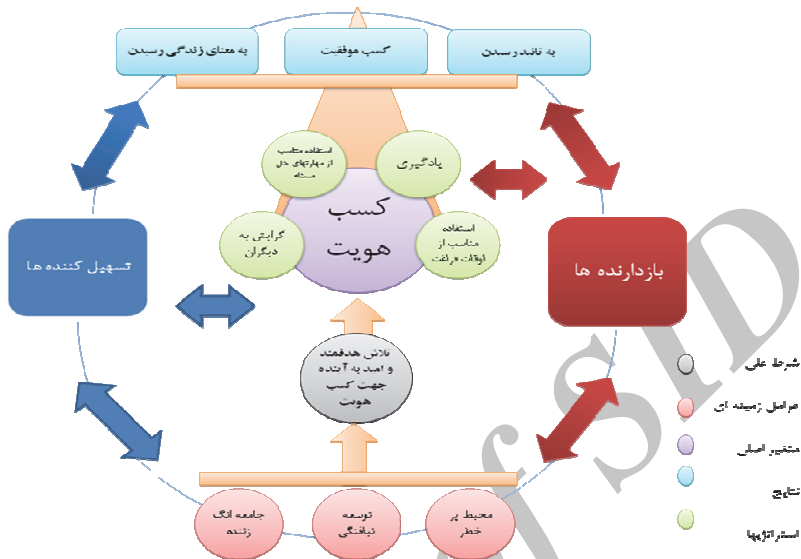 به تائید رسیدن
کسب موفقیت
به معنای زندگی رسیدن
یادگیری
استفاده مناسب
از مهارتهای حل
مسئله
کسب
هویت
استفاده
مناسب از
اوقات فراغت
گرایش به
دیگران
بازدارنده ها
تسهیل کننده ها
تلاش هدفمند
و امید به آینده
جهت کسب
هویت
محیط پر
خطر
توسعه
نیافتگی
جامعه انگ
زننده
شرط علی
عوامل زمینه ای
متغیر اصلی
نتایج
استراتژیها
f SID